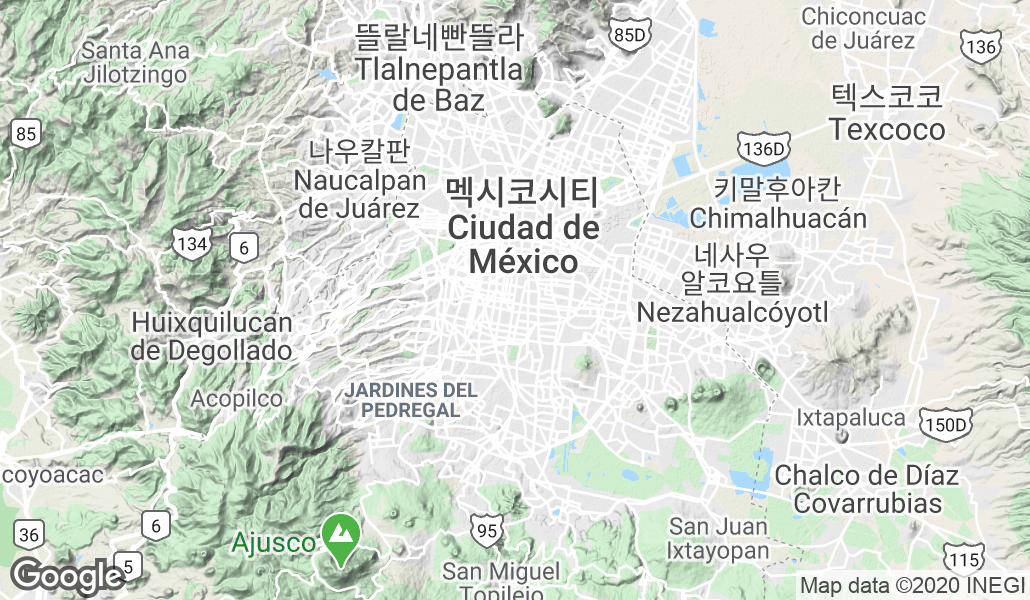 Chiconcuac
de Juárez
뜰랄네빤뜰라
Tlalnepantla
de Baz
85D
136
Santa Ana
Jilotzingo
텍스코코
Texcoco
85
136D
나우칼판
Naucalpan
de Juárez
멕시코시티
Ciudad de
México
키말후아칸
Chimalhuacán
134
6
네사우
알코요틀
Nezahualcóyotl
Huixquilucan
de Degollado
JARDINES DEL
PEDREGAL
Acopilco
Ixtapaluca
150D
coyoacac
Chalco de Díaz
Covarrubias
36
6
Ajusco
95
San Juan
Ixtayopan
115
5
San Miguel
Topilejo
Google
Map data ©2020 INEGI